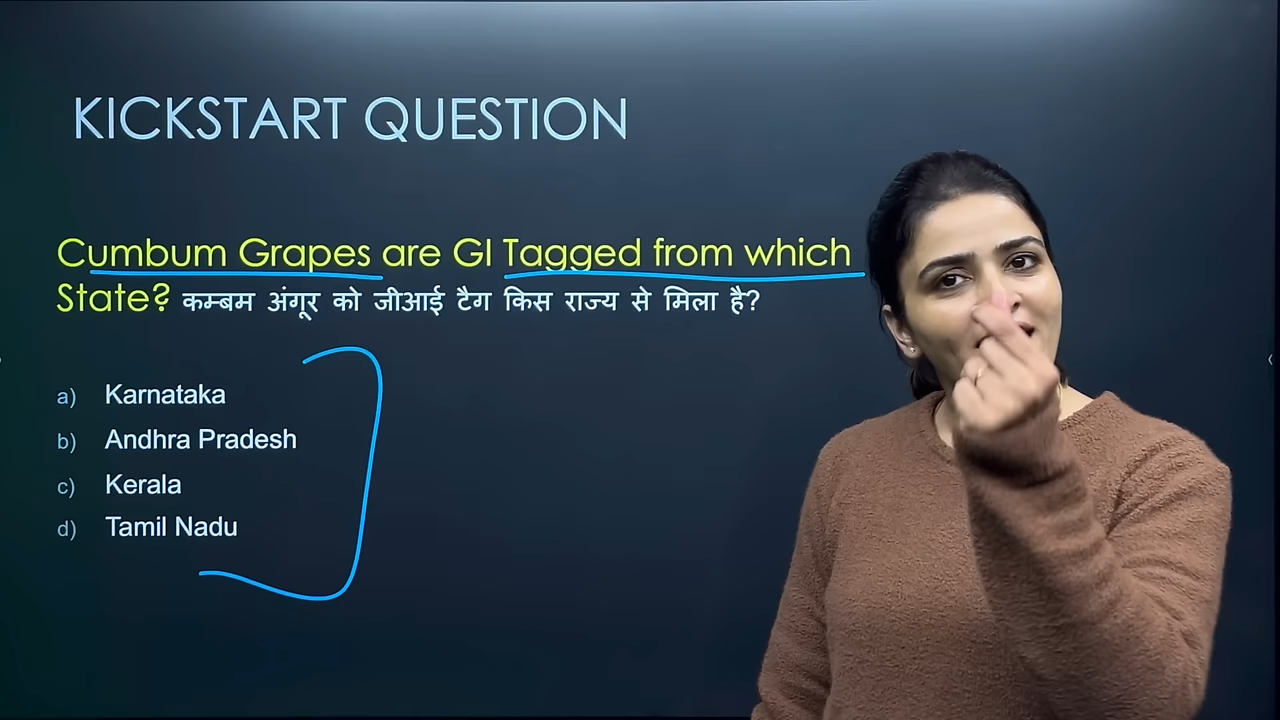 KICKSTART QUESTION
Cumbum Grapes are GI Tagged from which
State? कम्बम अंगूर को जीआई टैग किस राज्य से मिला है?
a) Karnataka
b) Andhra Pradesh
c) Kerala
d) Tamil Nadu